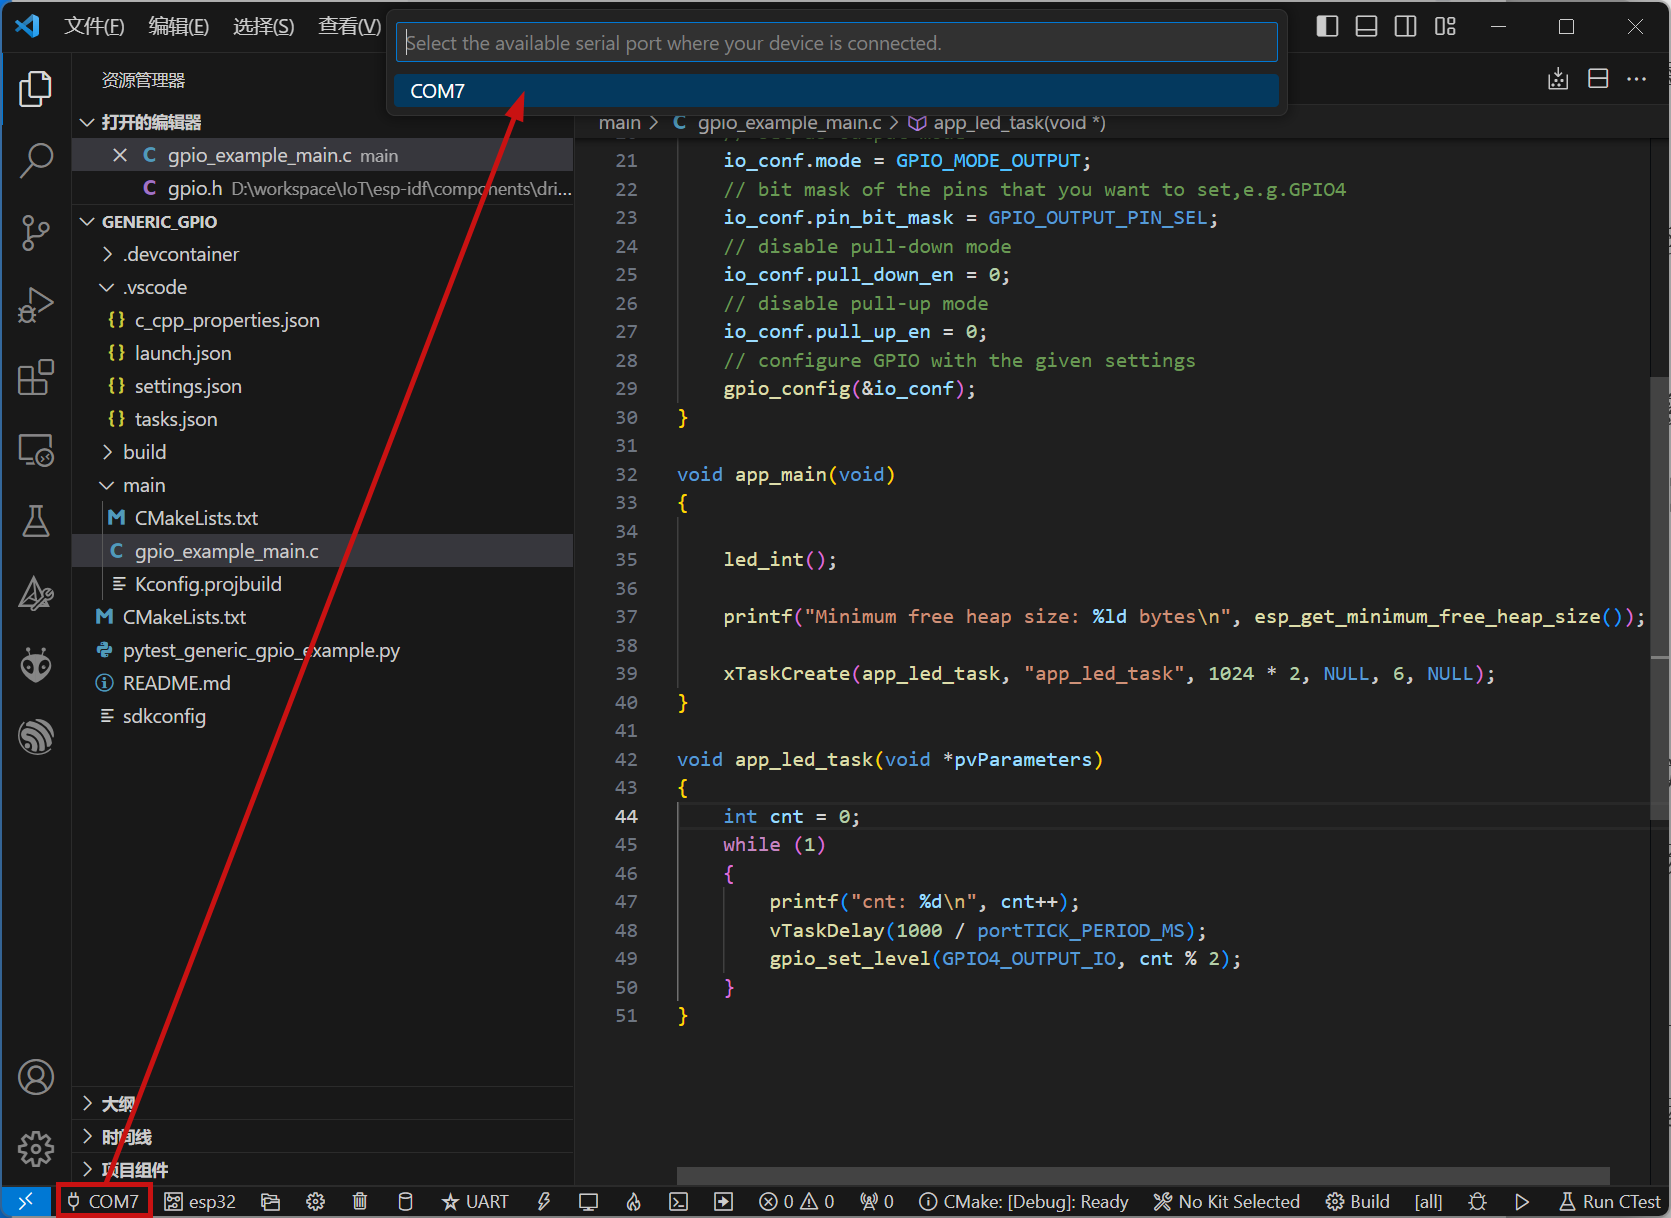 文件(F) 编辑(E) 选择(S) 查看(V)
Select the available serial port where your device is connected.
COM7
资源管理器
打开的编辑器
gpio_example_main.c main
gpio.h D:\workspace\IoT\esp-idf\components\dri...
GENERIC_GPIO
.devcontainer
.vscode
c_cpp_properties.json
launch.json
settings.json
tasks.json
build
main
CMakeLists.txt
gpio_example_main.c
Kconfig.projbuild
CMakeLists.txt
pytest_generic_gpio_example.py
README.md
sdkconfig
大纲
时间线
项目组件
main > C gpio_example_main.c > app_led_task(void *)
21 io_conf.mode = GPIO_MODE_OUTPUT;
22 // bit mask of the pins that you want to set,e.g.GPIO4
23 io_conf.pin_bit_mask = GPIO_OUTPUT_PIN_SEL;
24 // disable pull-down mode
25 io_conf.pull_down_en = 0;
26 // disable pull-up mode
27 io_conf.pull_up_en = 0;
28 // configure GPIO with the given settings
29 gpio_config(&io_conf);
30 }
31
32 void app_main(void)
33 {
34
35 led_int();
36
37 printf("Minimum free heap size: %ld bytes\n", esp_get_minimum_free_heap_size());
38
39 xTaskCreate(app_led_task, "app_led_task", 1024 * 2, NULL, 6, NULL);
40 }
41
42 void app_led_task(void *pvParameters)
43 {
44 int cnt = 0;
45 while (1)
46 {
47 printf("cnt: %d\n", cnt++);
48 vTaskDelay(1000 / portTICK_PERIOD_MS);
49 gpio_set_level(GPIO4_OUTPUT_IO, cnt % 2);
50 }
51 }
COM7 esp32 UART 0 0 0 CMake: [Debug]: Ready No Kit Selected Build [all] Run CTest